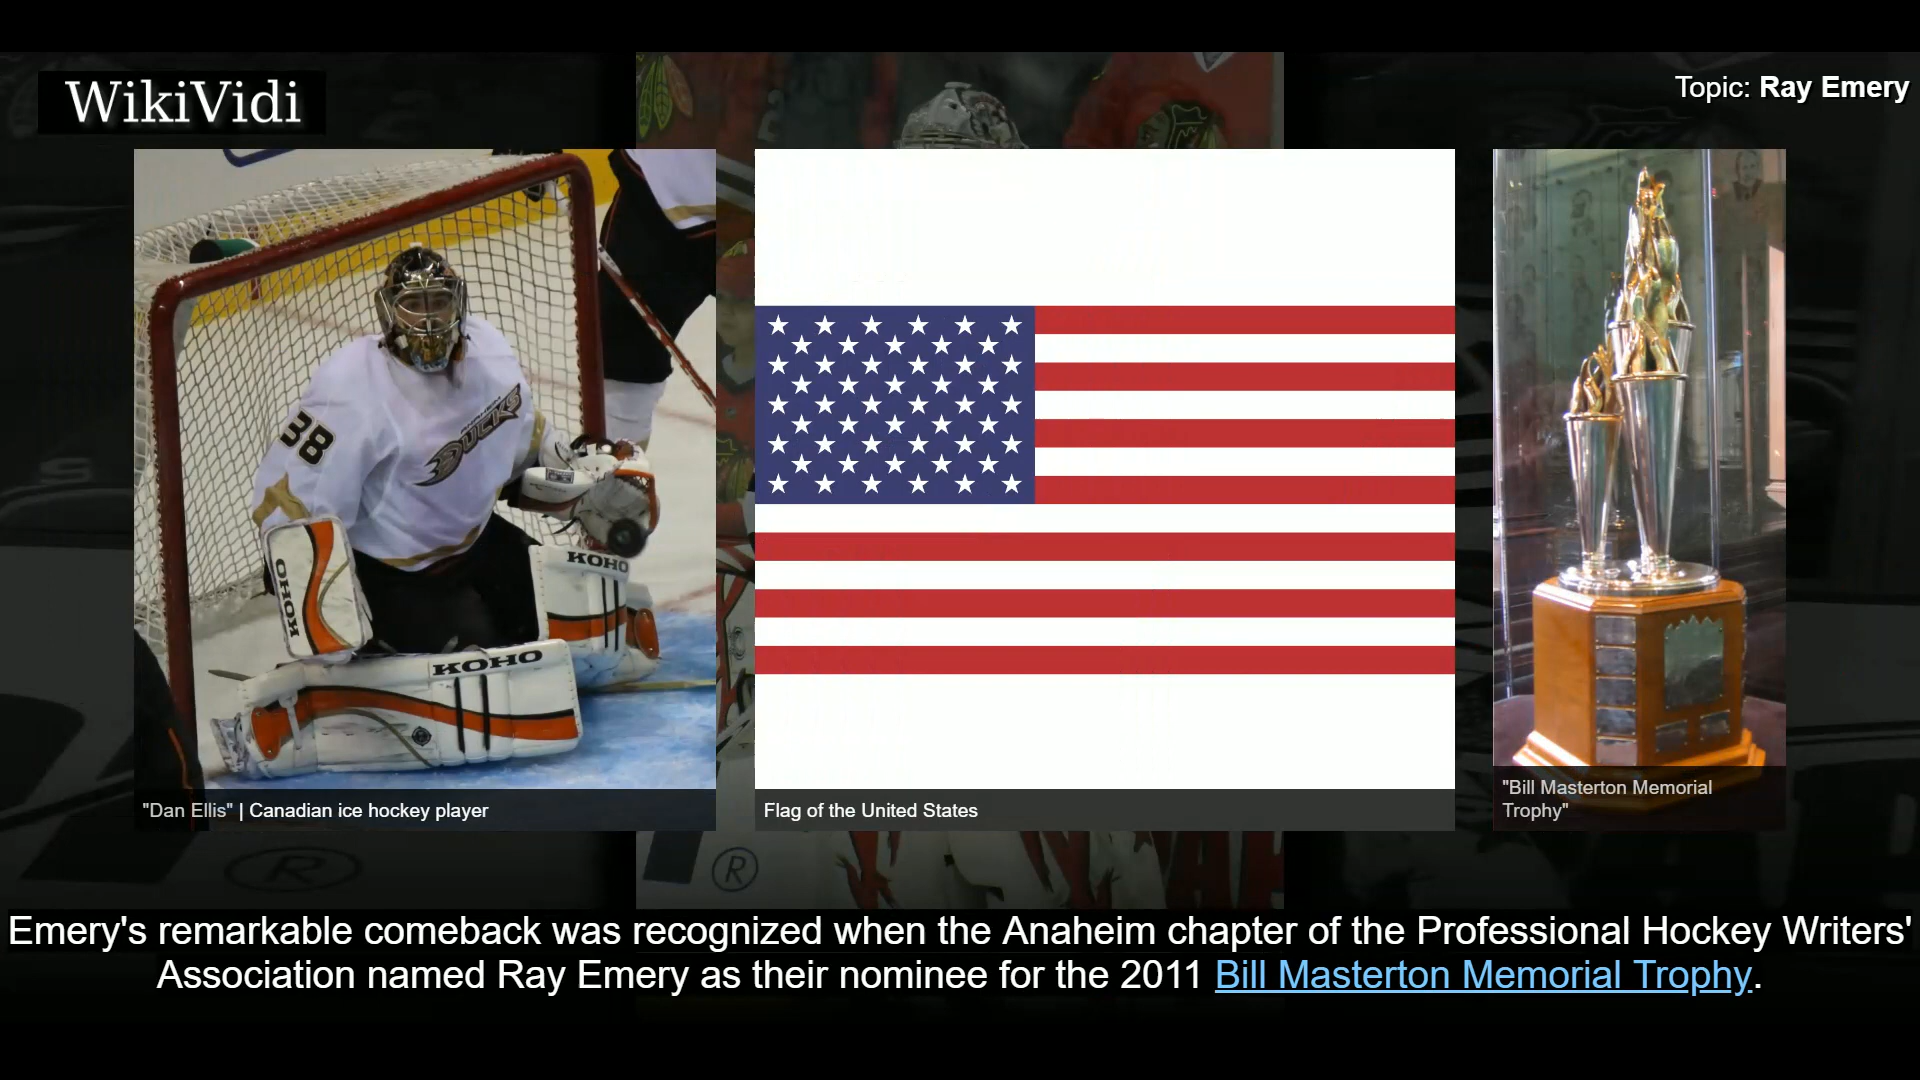 WikiVidi
Topic: Ray Emery
38
DUCKS
KOHO
KOHO
KOHO
"Dan Ellis" | Canadian ice hockey player
Flag of the United States
"Bill Masterton Memorial
Trophy"
R
R
Emery's remarkable comeback was recognized when the Anaheim chapter of the Professional Hockey Writers'
Association named Ray Emery as their nominee for the 2011 Bill Masterton Memorial Trophy.